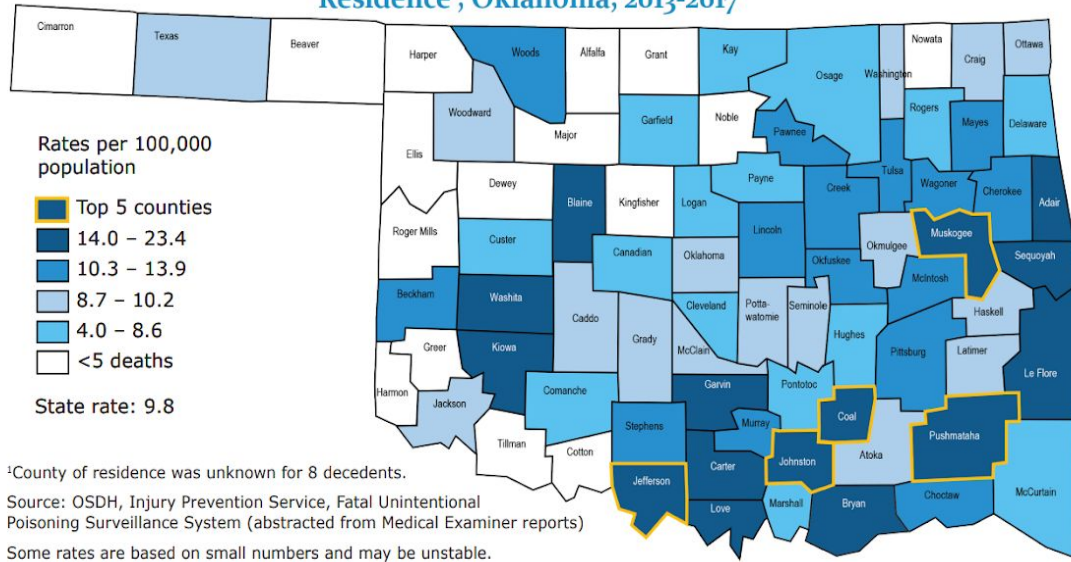 Residence , Oklahoma, 2013-2017
Cimarron
Texas
Beaver
Harper
Woods
Alfalfa
Grant
Kay
Osage
Washington
Nowata
Craig
Ottawa
Woodward
Ellis
Major
Garfield
Noble
Pawnee
Rogers
Mayes
Delaware
Dewey
Blaine
Kingfisher
Logan
Payne
Creek
Tulsa
Wagoner
Cherokee
Adair
Roger Mills
Custer
Canadian
Oklahoma
Lincoln
Okfuskee
Okmulgee
Muskogee
McIntosh
Sequoyah
Beckham
Washita
Caddo
Grady
Cleveland
McClain
Potta-
watomie
Seminole
Hughes
Pittsburg
Haskell
Latimer
Le Flore
Greer
Kiowa
Harmon
Jackson
Comanche
Tillman
Cotton
Stephens
Garvin
Murray
Pontotoc
Coal
Atoka
Pushmataha
Jefferson
Carter
Johnston
Love
Marshall
Bryan
Choctaw
McCurtain
Rates per 100,000
population
Top 5 counties
14.0 – 23.4
10.3 – 13.9
8.7 – 10.2
4.0 – 8.6
<5 deaths
State rate: 9.8
¹County of residence was unknown for 8 decedents.
Source: OSDH, Injury Prevention Service, Fatal Unintentional
Poisoning Surveillance System (abstracted from Medical Examiner reports)
Some rates are based on small numbers and may be unstable.